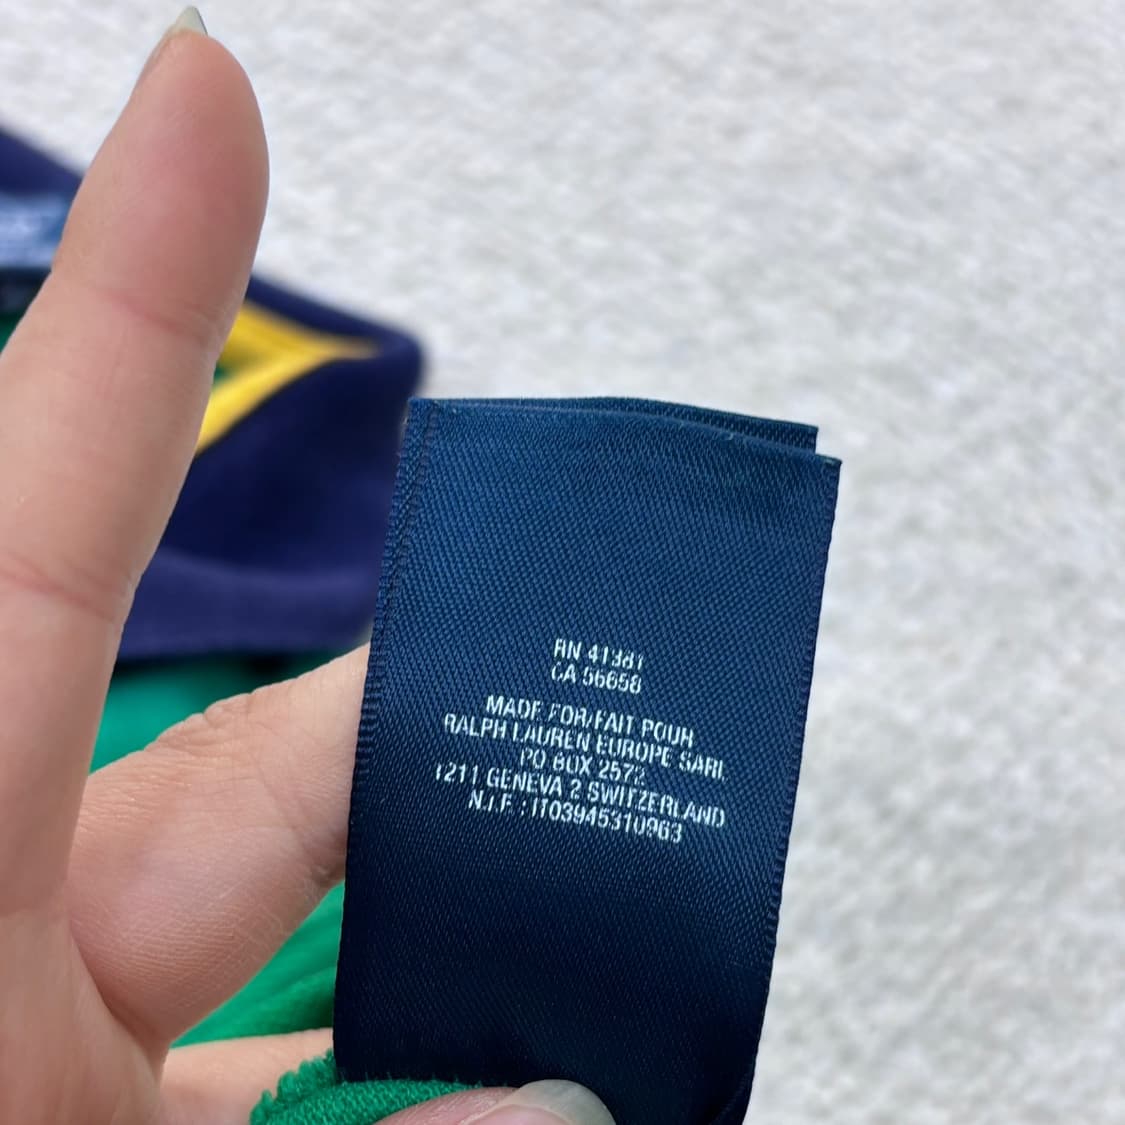 RN 41381
CA 56658
MADE FOR/FAIT POUR
RALPH LAUREN EUROPE SARL
PO BOX 2572
1211 GENEVA 2 SWITZERLAND
N.I.F : IT03945310963